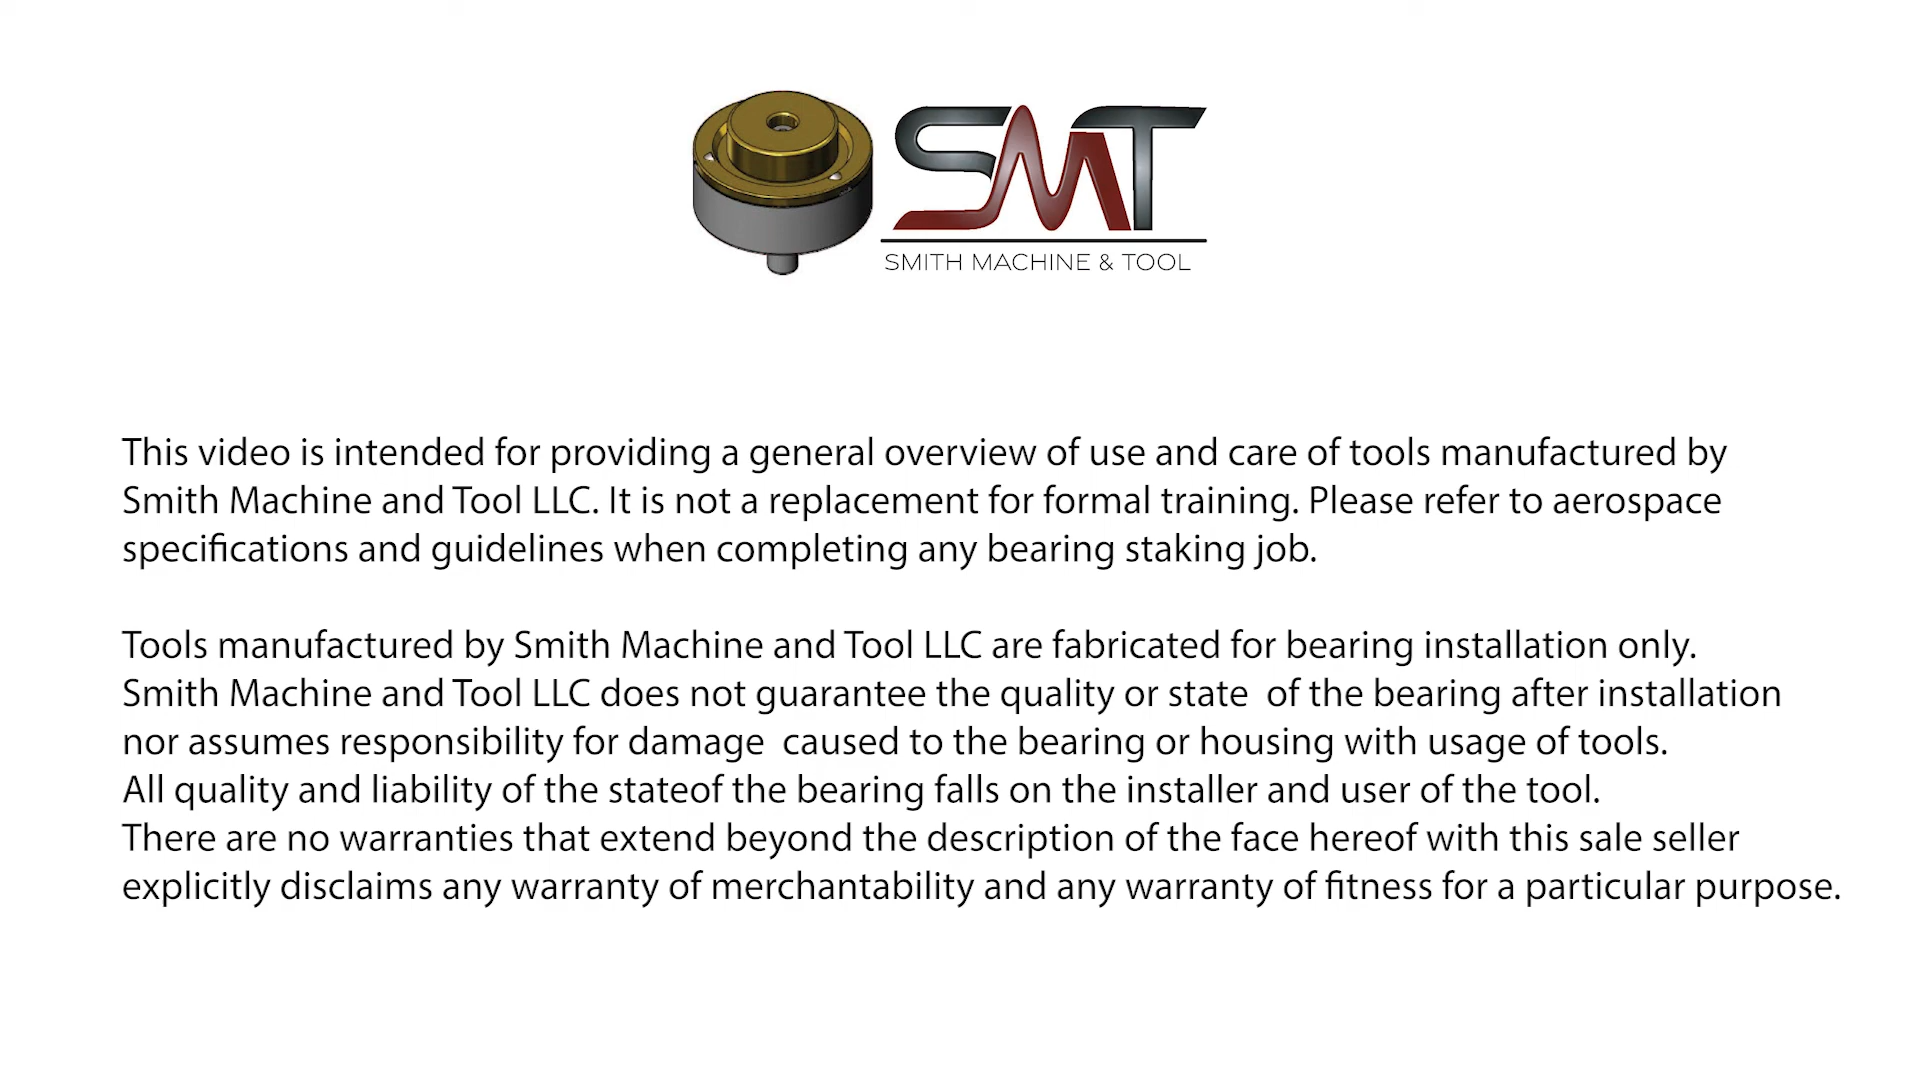 SMT
SMITH MACHINE & TOOL
This video is intended for providing a general overview of use and care of tools manufactured by
Smith Machine and Tool LLC. It is not a replacement for formal training. Please refer to aerospace
specifications and guidelines when completing any bearing staking job.
Tools manufactured by Smith Machine and Tool LLC are fabricated for bearing installation only.
Smith Machine and Tool LLC does not guarantee the quality or state  of the bearing after installation
nor assumes responsibility for damage  caused to the bearing or housing with usage of tools.
All quality and liability of the stateof the bearing falls on the installer and user of the tool.
There are no warranties that extend beyond the description of the face hereof with this sale seller
explicitly disclaims any warranty of merchantability and any warranty of fitness for a particular purpose.